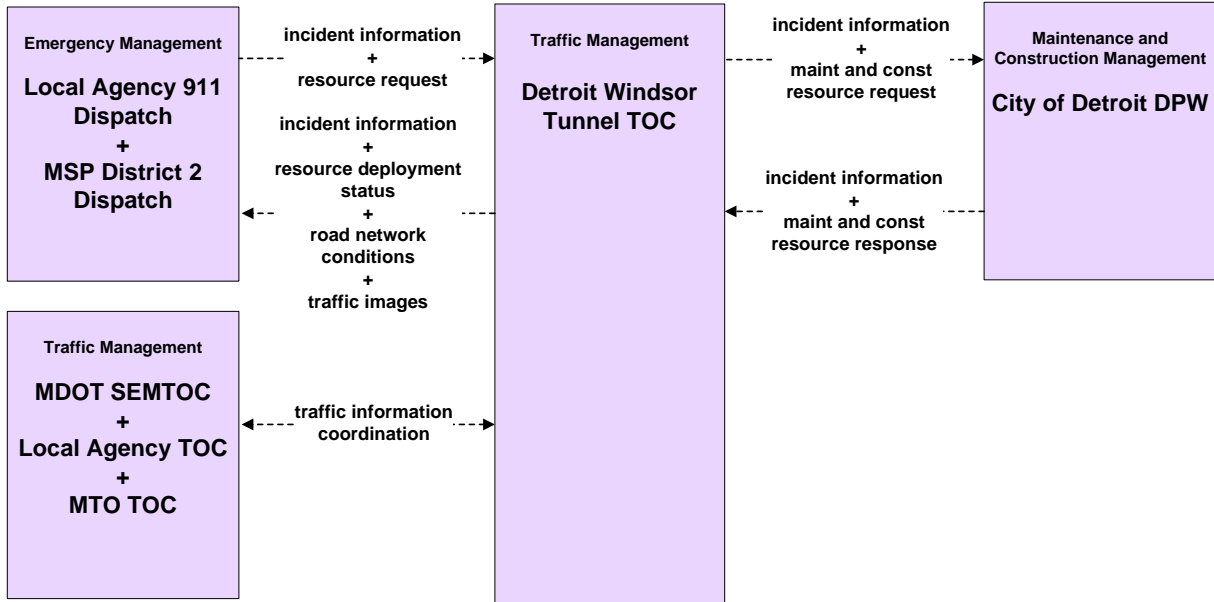 Emergency Management
Local Agency 911
Dispatch
+
MSP District 2
Dispatch
incident information
+
resource request
incident information
+
resource deployment
status
+
road network
conditions
+
traffic images
Traffic Management
MDOT SEMTOC
+
Local Agency TOC
+
MTO TOC
traffic information
coordination
Traffic Management
Detroit Windsor
Tunnel TOC
incident information
+
maint and const
resource request
incident information
+
maint and const
resource response
Maintenance and
Construction Management
City of Detroit DPW